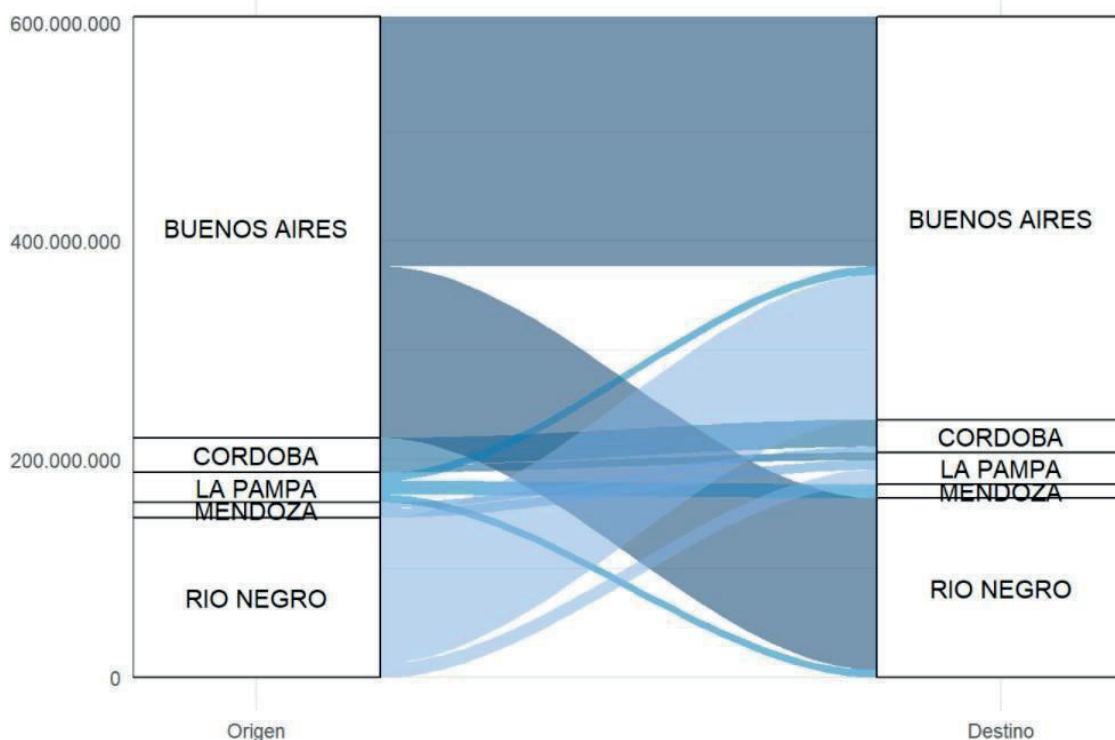 600.000.000
400.000.000
200.000.000
0
BUENOS AIRES
CORDOBA
LA PAMPA
MENDOZA
RIO NEGRO
BUENOS AIRES
CORDOBA
LA PAMPA
MENDOZA
RIO NEGRO
Origen
Destino